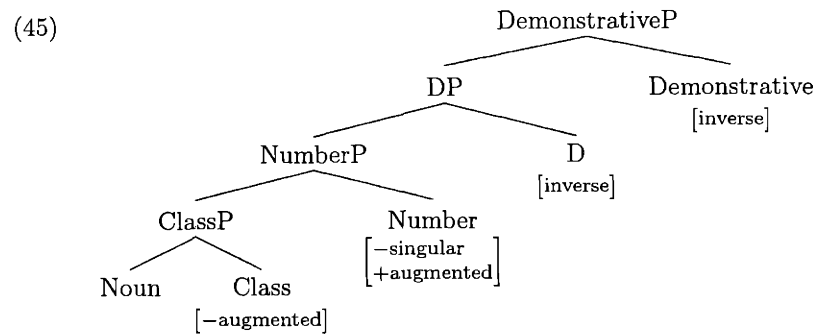 (45)
DemonstrativeP
DP Demonstrative
[inverse]
NumberP D
[inverse]
ClassP Number
[−singular
+augmented]
Noun Class
[−augmented]